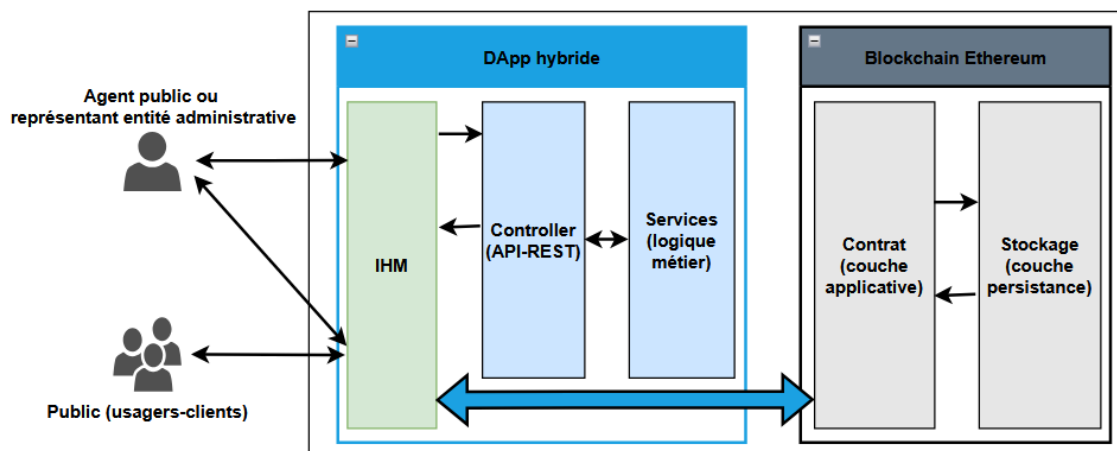 DApp hybride
Blockchain Ethereum
Agent public ou
représentant entité administrative
IHM
Controller
(API-REST)
Services
(logique
métier)
Contrat
(couche
applicative)
Stockage
(couche
persistance)
Public (usagers-clients)